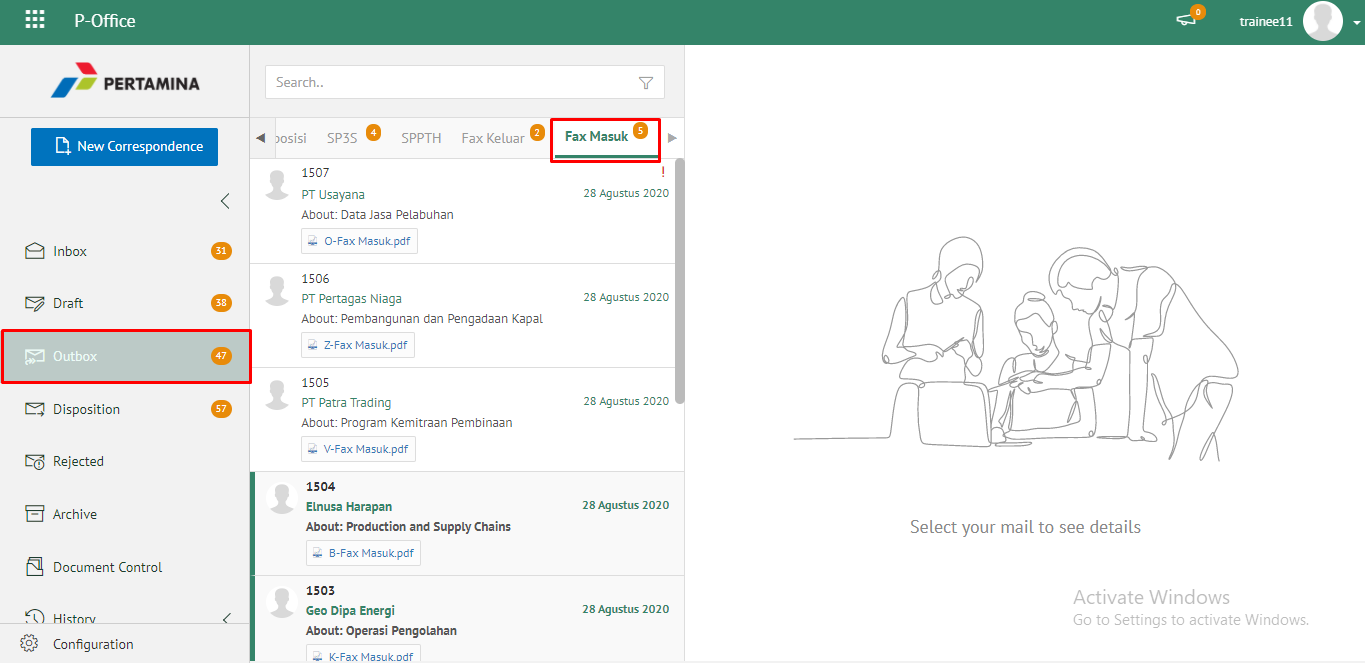 P-Office
0
trainee11
PERTAMINA
New Correspondence
Inbox
31
Draft
38
Outbox
47
Disposition
57
Rejected
Archive
Document Control
History
Configuration
Search..
posisi
SP3S
4
SPPTH
Fax Keluar
2
Fax Masuk
5
1507
!
PT Usayana
28 Agustus 2020
About: Data Jasa Pelabuhan
O-Fax Masuk.pdf
1506
PT Pertagas Niaga
28 Agustus 2020
About: Pembangunan dan Pengadaan Kapal
Z-Fax Masuk.pdf
1505
PT Patra Trading
28 Agustus 2020
About: Program Kemitraan Pembinaan
V-Fax Masuk.pdf
1504
Elnusa Harapan
28 Agustus 2020
About: Production and Supply Chains
B-Fax Masuk.pdf
1503
Geo Dipa Energi
28 Agustus 2020
About: Operasi Pengolahan
K-Fax Masuk.pdf
Select your mail to see details
Activate Windows
Go to Settings to activate Windows.